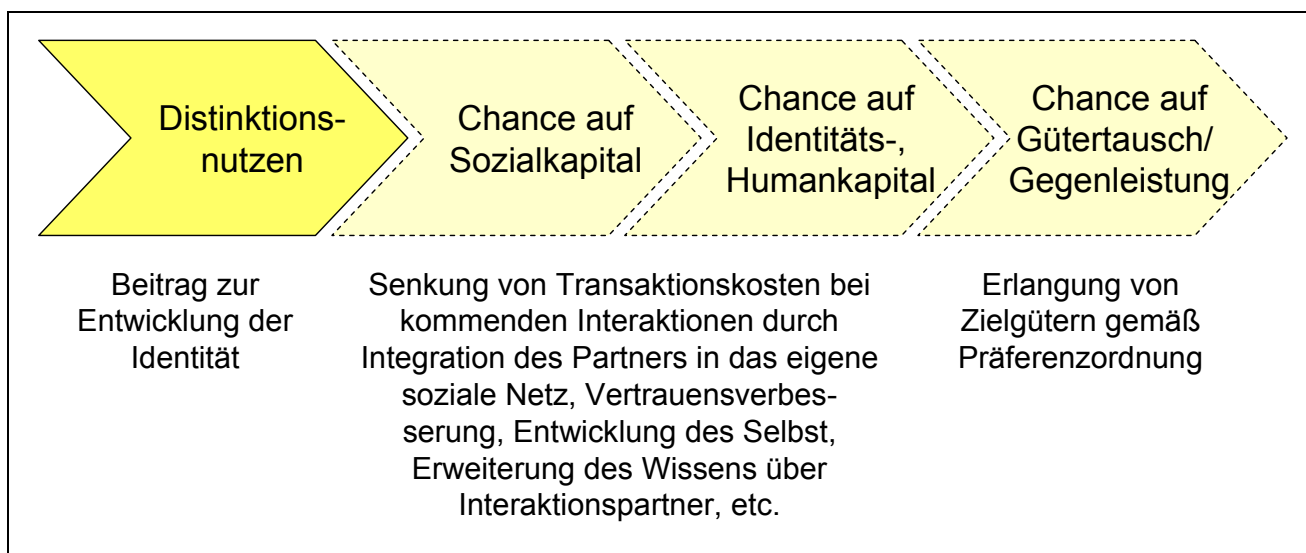 Distinktions-
nutzen
Chance auf
Sozialkapital
Chance auf
Identitäts-,
Humankapital
Chance auf
Gütertausch/
Gegenleistung
Beitrag zur
Entwicklung der
Identität
Senkung von Transaktionskosten bei
kommenden Interaktionen durch
Integration des Partners in das eigene
soziale Netz, Vertrauensverbes-
serung, Entwicklung des Selbst,
Erweiterung des Wissens über
Interaktionspartner, etc.
Erlangung von
Zielgütern gemäß
Präferenzordnung